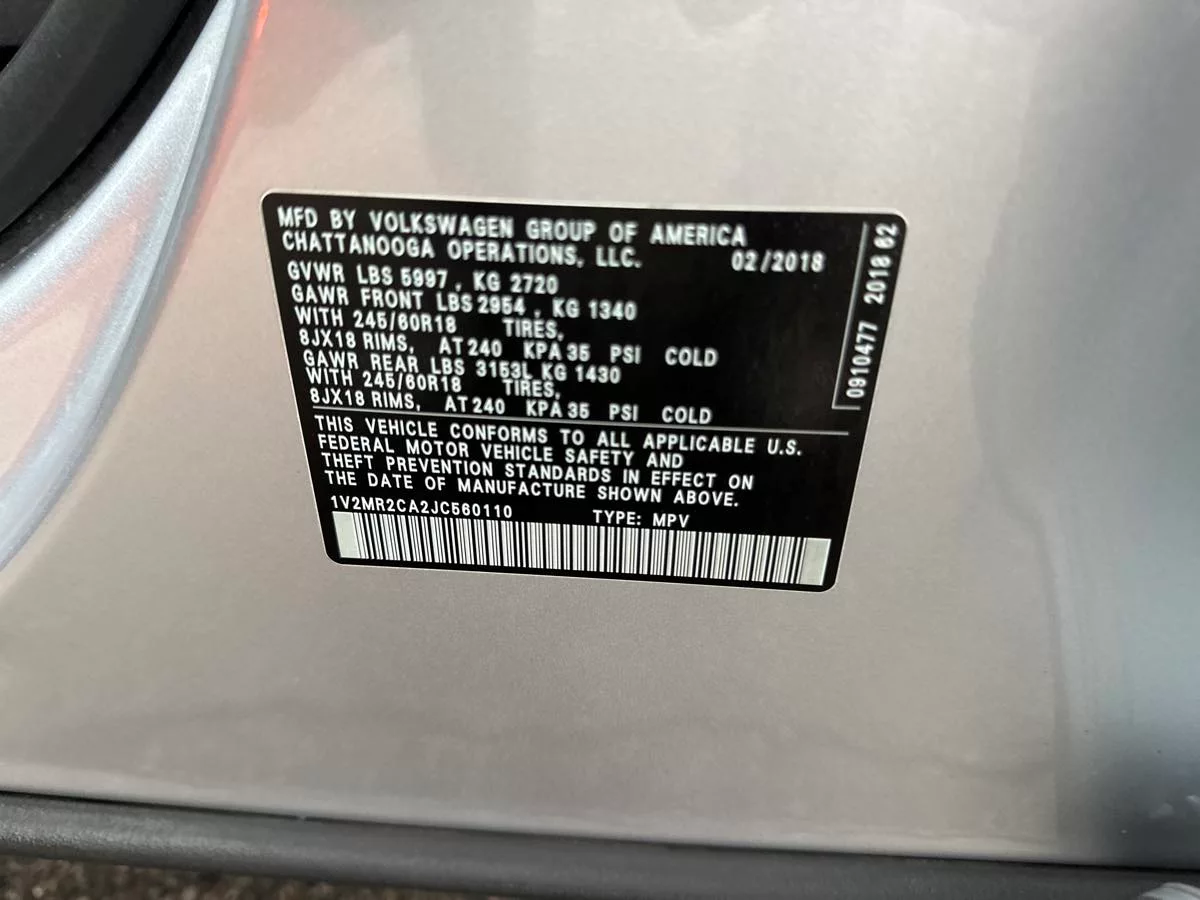 MFD BY VOLKSWAGEN GROUP OF AMERICA
CHATTANOOGA OPERATIONS, LLC. 02/2018
GVWR LBS 5997, KG 2720
GAWR FRONT LBS 2954, KG 1340
WITH 245/60R18 TIRES,
8JX18 RIMS, AT 240 KPA 35 PSI COLD
GAWR REAR LBS 3153L KG 1430
WITH 245/60R18 TIRES,
8JX18 RIMS, AT 240 KPA 35 PSI COLD
THIS VEHICLE CONFORMS TO ALL APPLICABLE U.S.
FEDERAL MOTOR VEHICLE SAFETY AND
THEFT PREVENTION STANDARDS IN EFFECT ON
THE DATE OF MANUFACTURE SHOWN ABOVE.
1V2MR2CA2JC560110 TYPE: MPV
0910477 2018 62